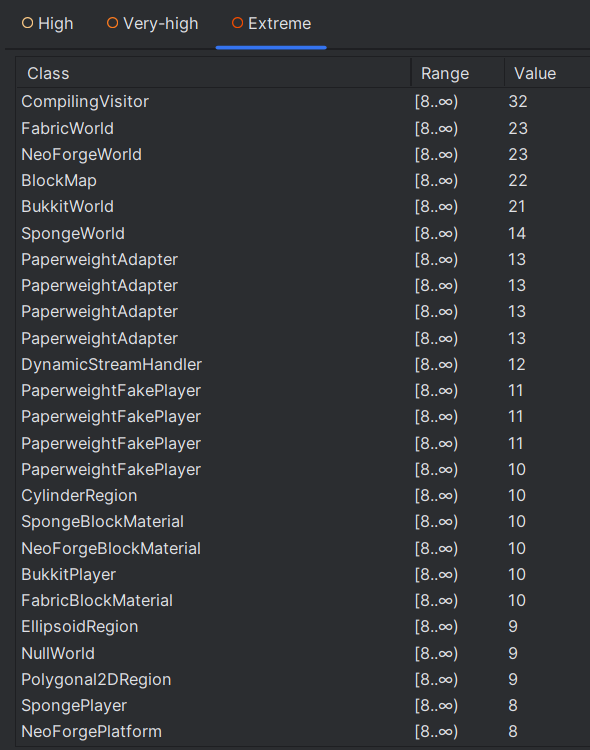 High Very-high Extreme
Class Range Value
CompilingVisitor [8..∞) 32
FabricWorld [8..∞) 23
NeoForgeWorld [8..∞) 23
BlockMap [8..∞) 22
BukkitWorld [8..∞) 21
SpongeWorld [8..∞) 14
PaperweightAdapter [8..∞) 13
PaperweightAdapter [8..∞) 13
PaperweightAdapter [8..∞) 13
PaperweightAdapter [8..∞) 13
DynamicStreamHandler [8..∞) 12
PaperweightFakePlayer [8..∞) 11
PaperweightFakePlayer [8..∞) 11
PaperweightFakePlayer [8..∞) 11
PaperweightFakePlayer [8..∞) 10
CylinderRegion [8..∞) 10
SpongeBlockMaterial [8..∞) 10
NeoForgeBlockMaterial [8..∞) 10
BukkitPlayer [8..∞) 10
FabricBlockMaterial [8..∞) 10
EllipsoidRegion [8..∞) 9
NullWorld [8..∞) 9
Polygonal2DRegion [8..∞) 9
SpongePlayer [8..∞) 8
NeoForgePlatform [8..∞) 8